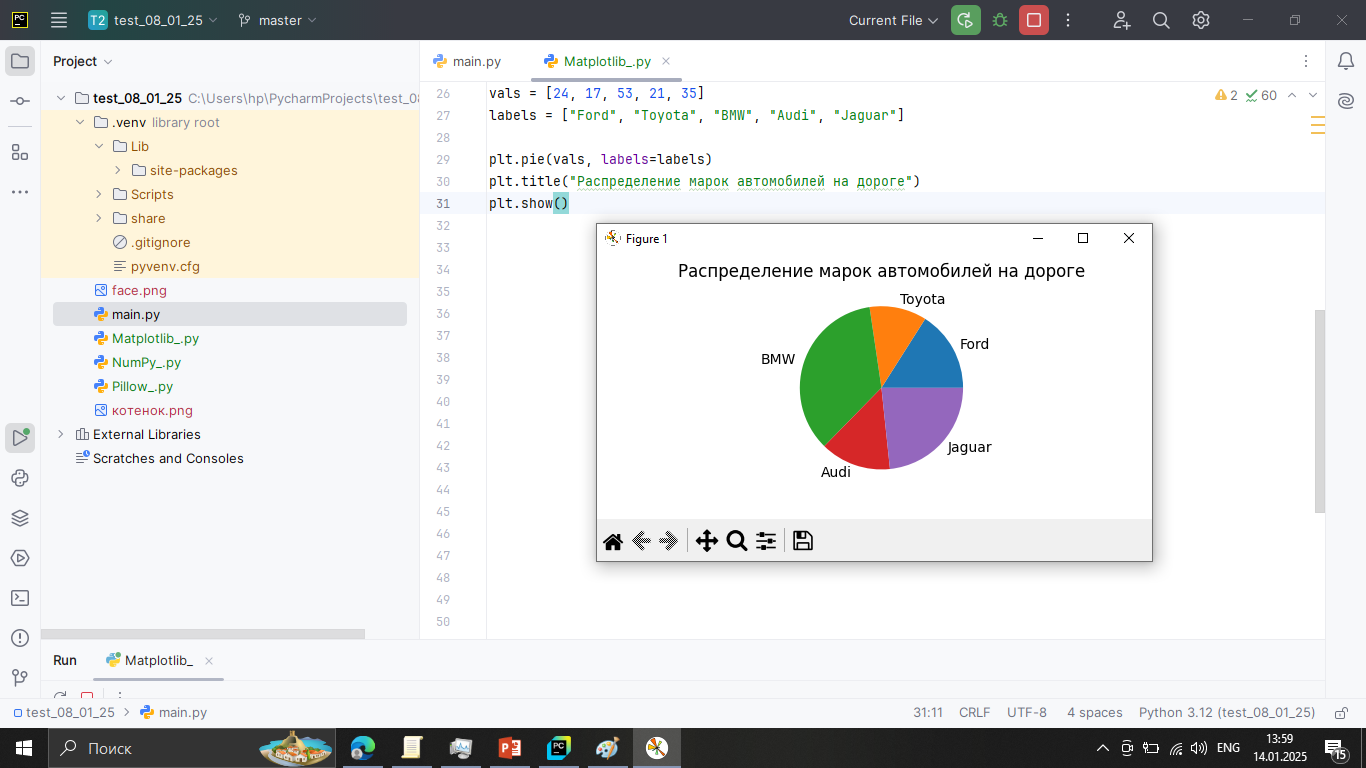 PC T2 test_08_01_25 master Current File
Project
main.py Matplotlib_.py
test_08_01_25 C:\Users\hp\PycharmProjects\test_08
.venv library root
Lib
site-packages
Scripts
share
.gitignore
pyvenv.cfg
face.png
main.py
Matplotlib_.py
NumPy_.py
Pillow_.py
котенок.png
External Libraries
Scratches and Consoles
2 60
26 vals = [24, 17, 53, 21, 35]
27 labels = ["Ford", "Toyota", "BMW", "Audi", "Jaguar"]
28
29 plt.pie(vals, labels=labels)
30 plt.title("Распределение марок автомобилей на дороге")
31 plt.show()
32
33
34
35
36
37
38
39
40
41
42
43
44
45
46
47
48
49
50
Figure 1
Распределение марок автомобилей на дороге
Toyota
Ford
BMW
Jaguar
Audi
Run Matplotlib_
test_08_01_25 main.py 31:11 CRLF UTF-8 4 spaces Python 3.12 (test_08_01_25)
Поиск PC ENG 13:59
14.01.2025 15